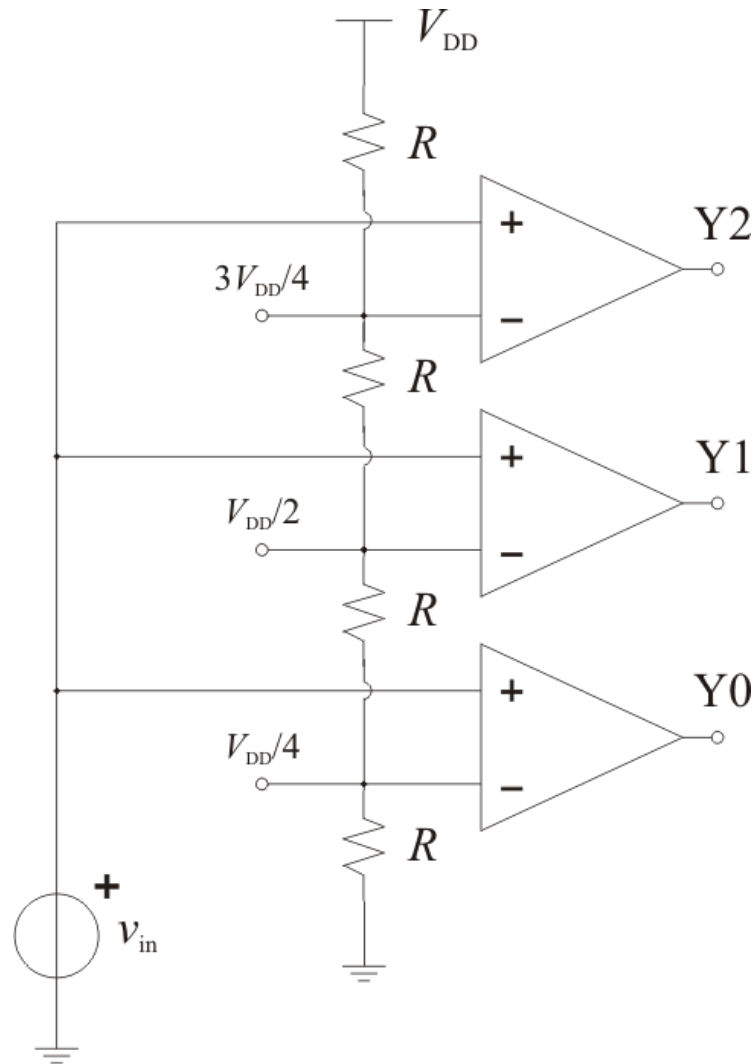 VDD
R
+
Y2
3VDD/4
−
R
+
Y1
VDD/2
−
R
+
Y0
VDD/4
−
R
+
vin